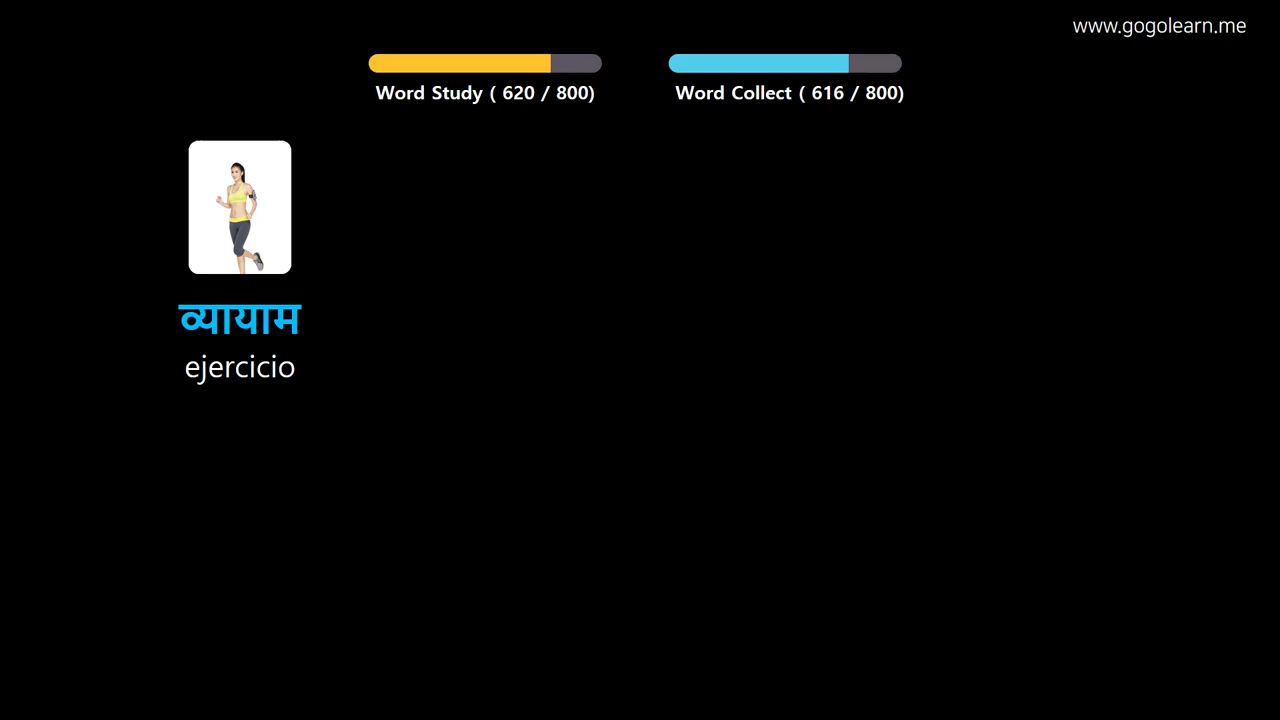 www.gogolearn.me
Word Study ( 620 / 800)
Word Collect ( 616 / 800)
व्यायाम
ejercicio